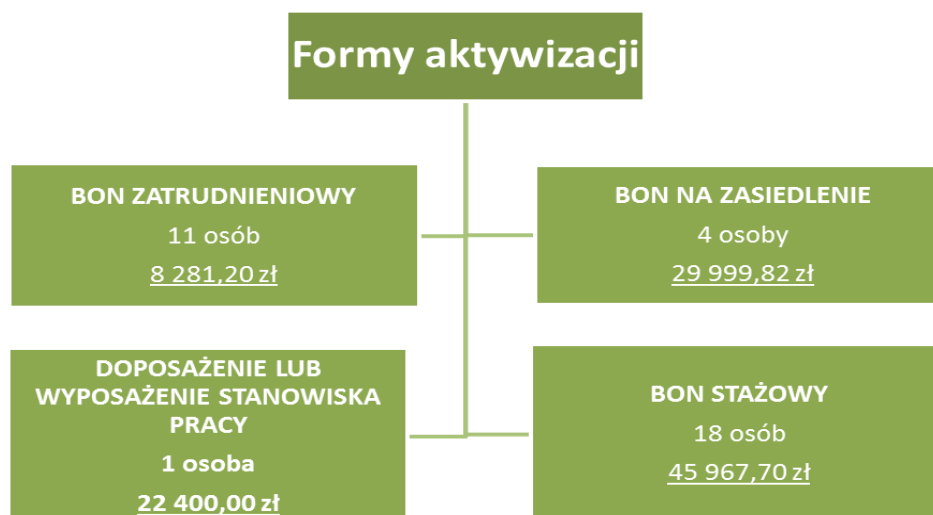 Formy aktywizacji
BON ZATRUDNIENIOWY
11 osób
8 281,20 zł
BON NA ZASIEDLENIE
4 osoby
29 999,82 zł
DOPOSAŻENIE LUB
WYPOSAŻENIE STANOWISKA
PRACY
1 osoba
22 400,00 zł
BON STAŻOWY
18 osób
45 967,70 zł